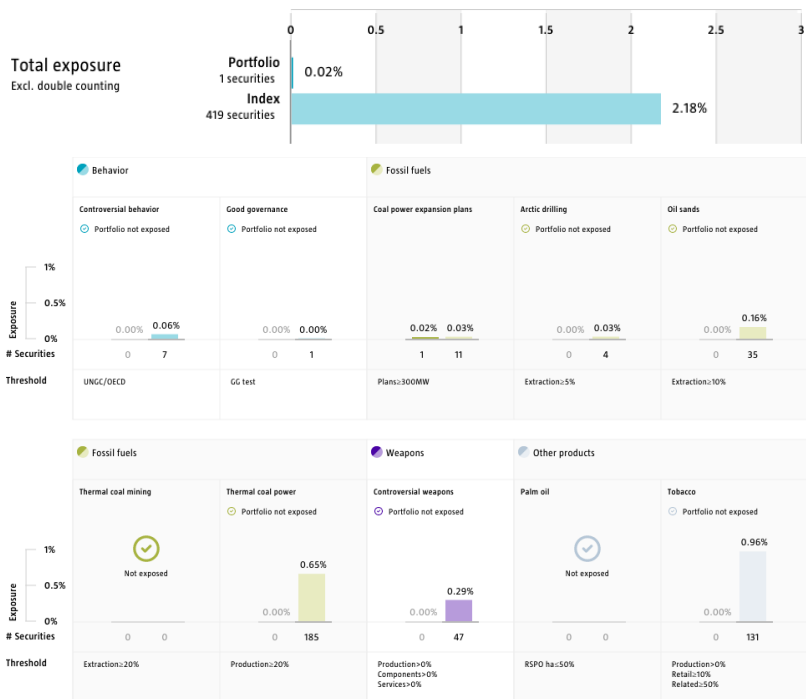 0 0.5 1 1.5 2 2.5 3
Total exposure
Excl. double counting
Portfolio
1 securities
0.02%
Index
419 securities
2.18%
Behavior
Fossil fuels
Controversial behavior
Good governance
Coal power expansion plans
Arctic drilling
Oil sands
Portfolio not exposed
Portfolio not exposed
Portfolio not exposed
Portfolio not exposed
Exposure
1%
0.5%
0%
0.00% 0.06%
0.00% 0.00%
0.02% 0.03%
0.00% 0.03%
0.00% 0.16%
# Securities
0 7
0 1
1 11
0 4
0 35
Threshold
UNGC/OECD
GG test
Plans≥300MW
Extraction≥5%
Extraction≥10%
Fossil fuels
Weapons
Other products
Thermal coal mining
Thermal coal power
Controversial weapons
Palm oil
Tobacco
Portfolio not exposed
Portfolio not exposed
Portfolio not exposed
Not exposed
Not exposed
Exposure
1%
0.5%
0%
0.00% 0.65%
0.00% 0.29%
0.00% 0.96%
# Securities
0 0
0 185
0 47
0 0
0 131
Threshold
Extraction≥20%
Production≥20%
Production>0%
Components>0%
Services>0%
RSPO ha≤50%
Production>0%
Retail≥10%
Related≥50%